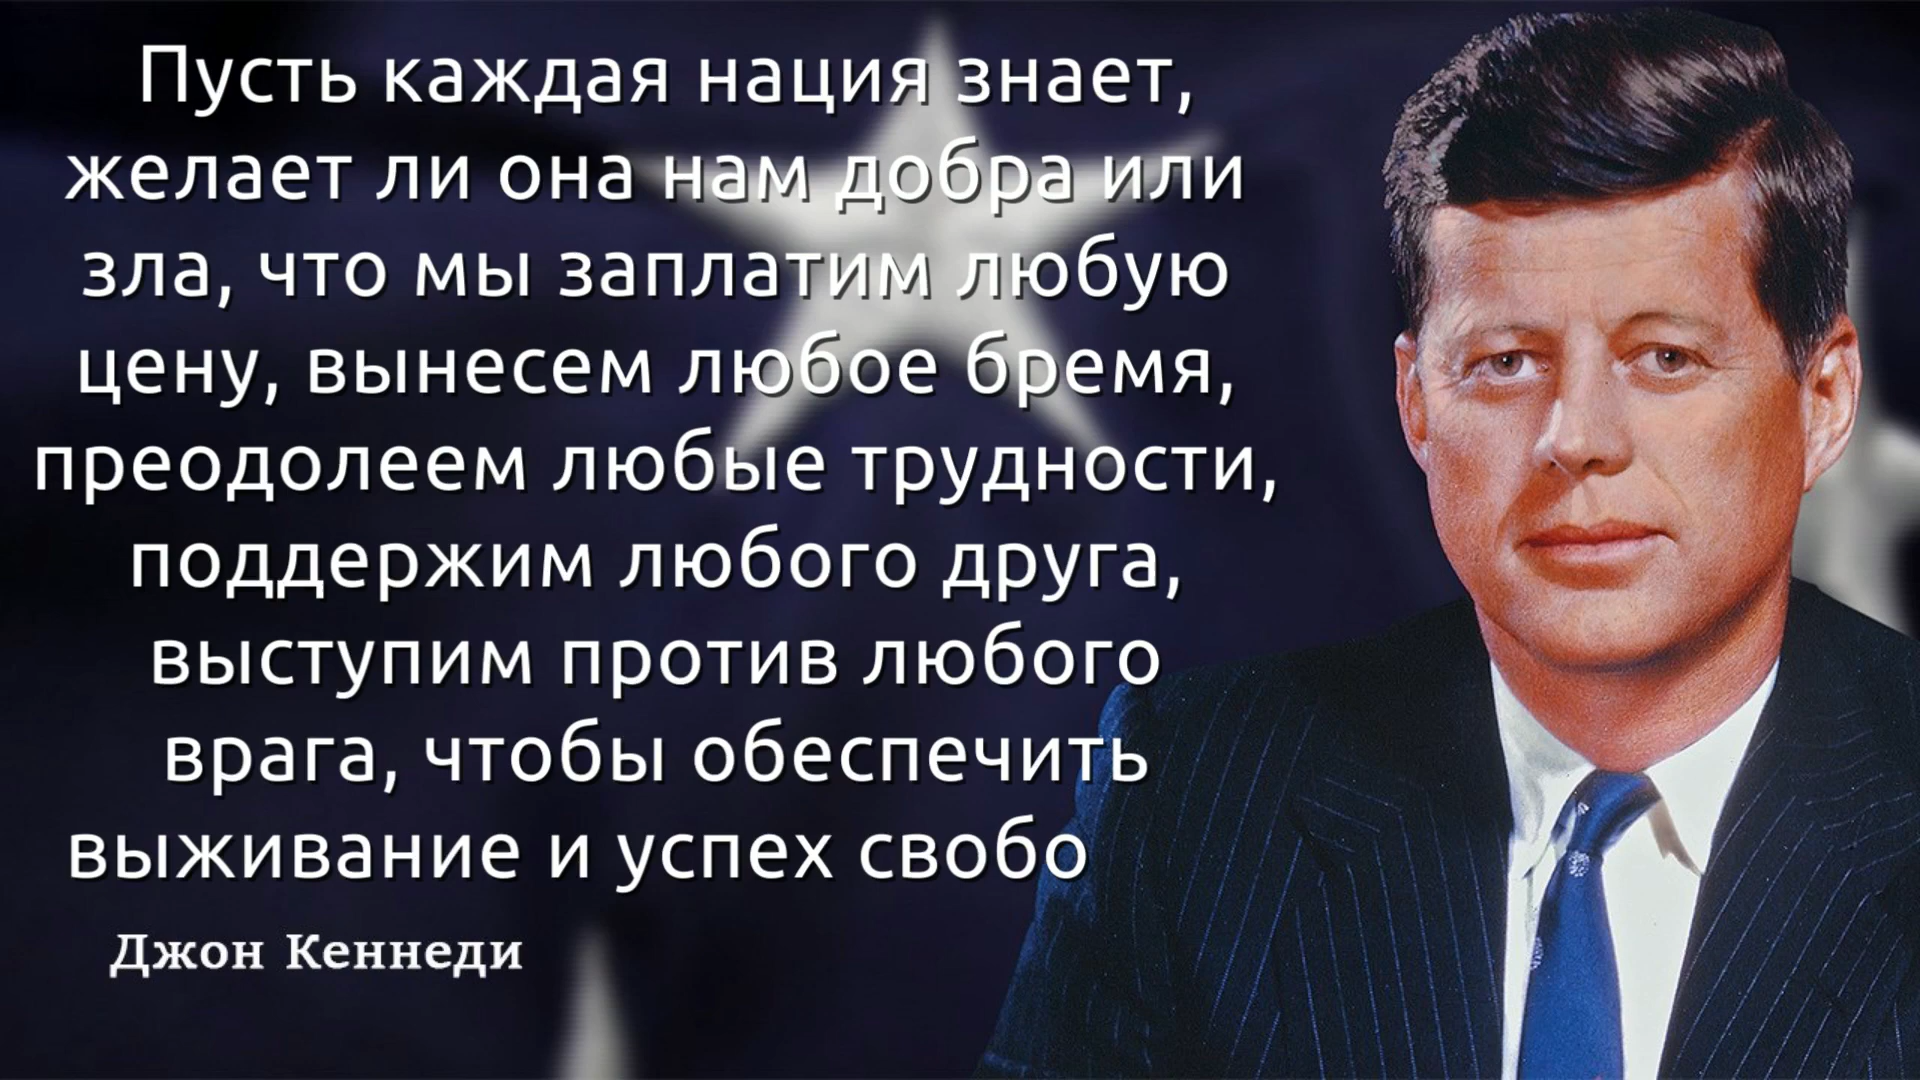 Пусть каждая нация знает,
желает ли она нам добра или
зла, что мы заплатим любую
цену, вынесем любое бремя,
преодолеем любые трудности,
поддержим любого друга,
выступим против любого
врага, чтобы обеспечить
выживание и успех свобо
Джон Кеннеди